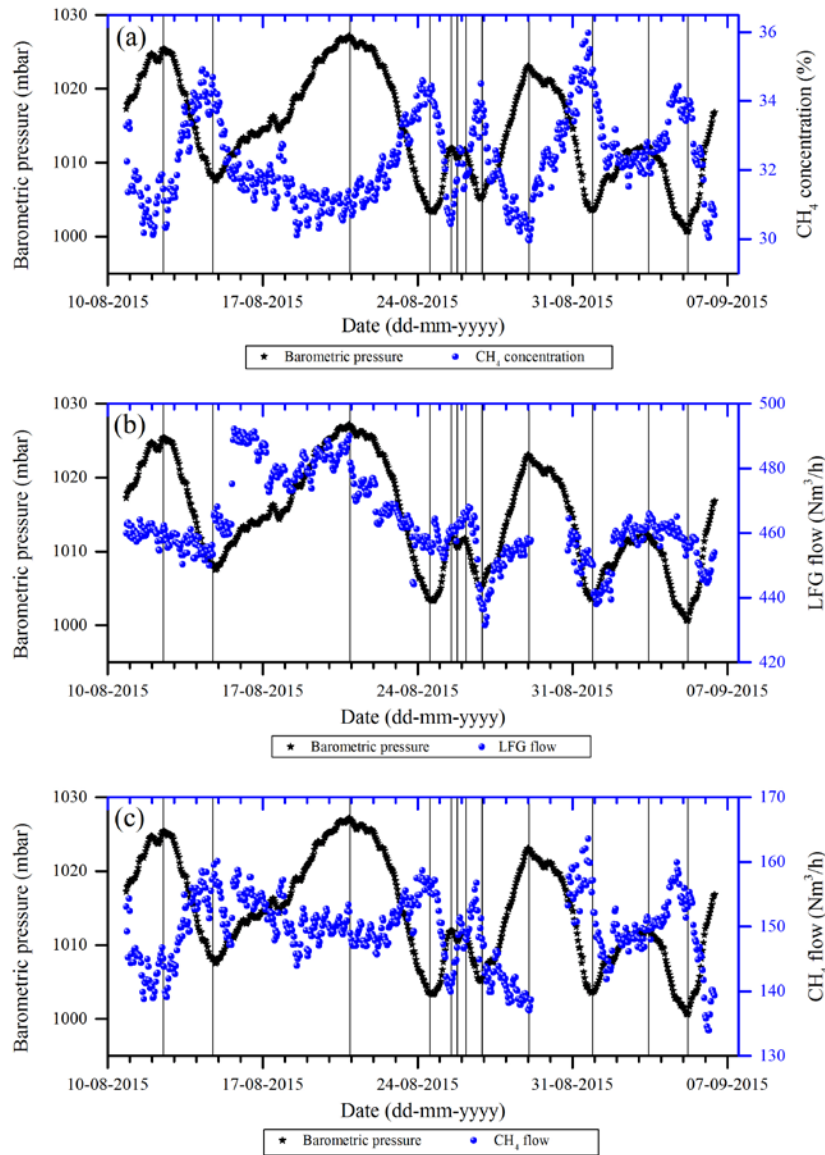 (a)
1030
1020
1010
1000
995
Barometric pressure (mbar)
36
34
32
30
CH₄ concentration (%)
10-08-2015 17-08-2015 24-08-2015 31-08-2015 07-09-2015
Date (dd-mm-yyyy)
Barometric pressure CH₄ concentration
(b)
1030
1020
1010
1000
Barometric pressure (mbar)
500
480
460
440
420
LFG flow (Nm³/h)
10-08-2015 17-08-2015 24-08-2015 31-08-2015 07-09-2015
Date (dd-mm-yyyy)
Barometric pressure LFG flow
(c)
1030
1020
1010
1000
995
Barometric pressure (mbar)
170
160
150
140
130
CH₄ flow (Nm³/h)
10-08-2015 17-08-2015 24-08-2015 31-08-2015 07-09-2015
Date (dd-mm-yyyy)
Barometric pressure CH₄ flow